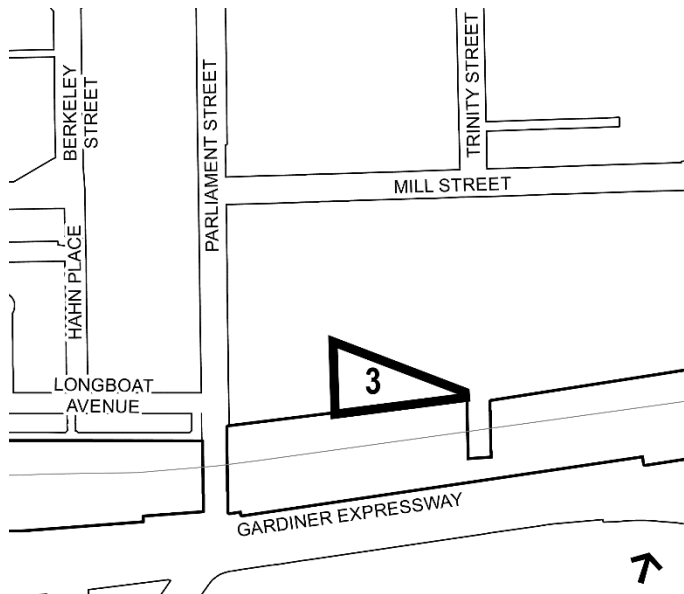 BERKELEY
STREET
PARLIAMENT STREET
TRINITY STREET
MILL STREET
HAHN PLACE
3
LONGBOAT
AVENUE
GARDINER EXPRESSWAY